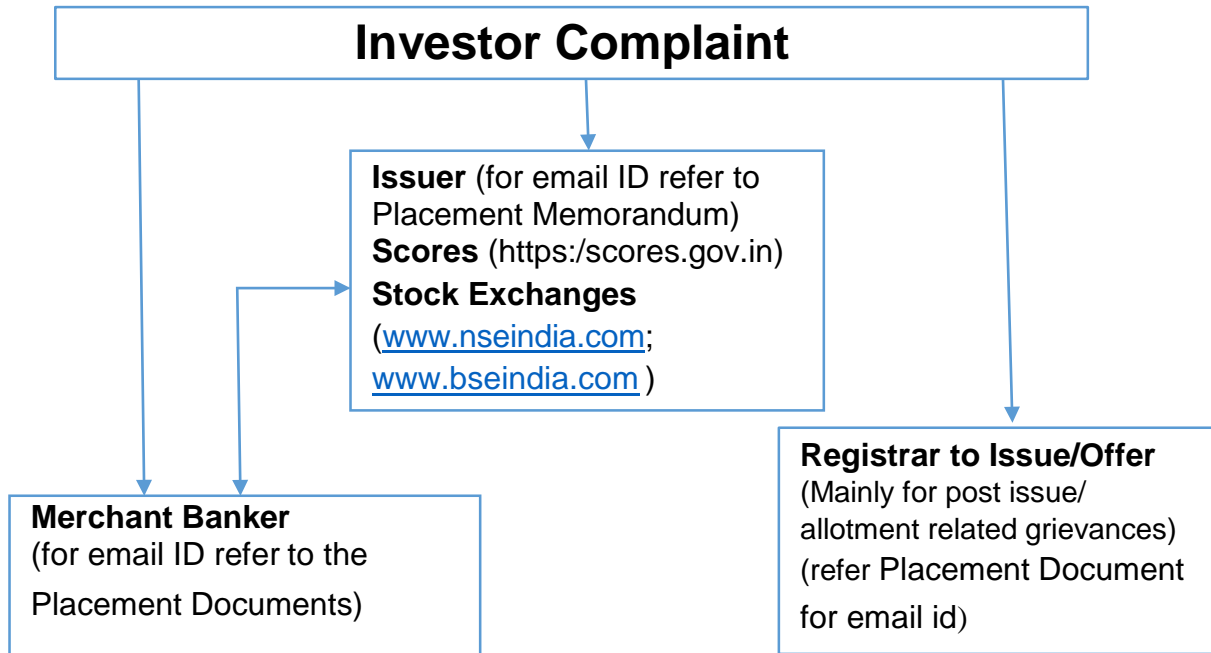 Investor Complaint
Issuer (for email ID refer to
Placement Memorandum)
Scores (https:/scores.gov.in)
Stock Exchanges
(www.nseindia.com;
www.bseindia.com )
Merchant Banker
(for email ID refer to the
Placement Documents)
Registrar to Issue/Offer
(Mainly for post issue/
allotment related grievances)
(refer Placement Document
for email id)